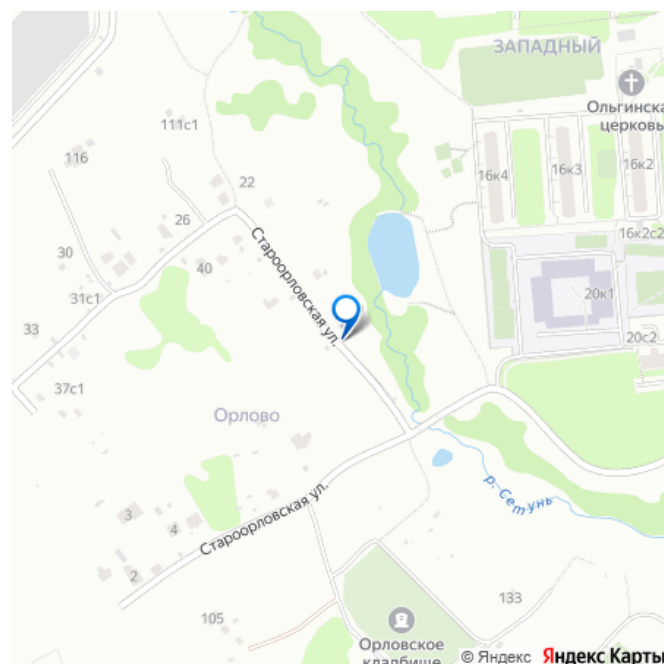 ЗАПАДНЫЙ
Ольгинска
церковь
111с1
116
16к4
16к3
16к2
22
26
16к2с2
30
40
Староорловская ул.
31с1
20к1
33
20с2
37с1
Орлово
р. Сетунь
Староорловская ул.
3
4
2
133
105
Орловское
кладбище
© Яндекс Яндекс Карты